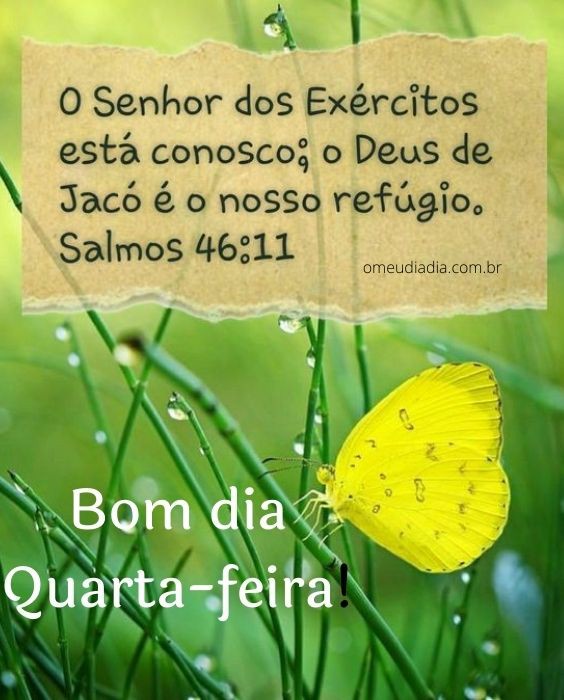 O Senhor dos Exércitos
está conosco; o Deus de
Jacó é o nosso refúgio.
Salmos 46:11
omeudiadia.com.br
Bom dia
Quarta-feira!